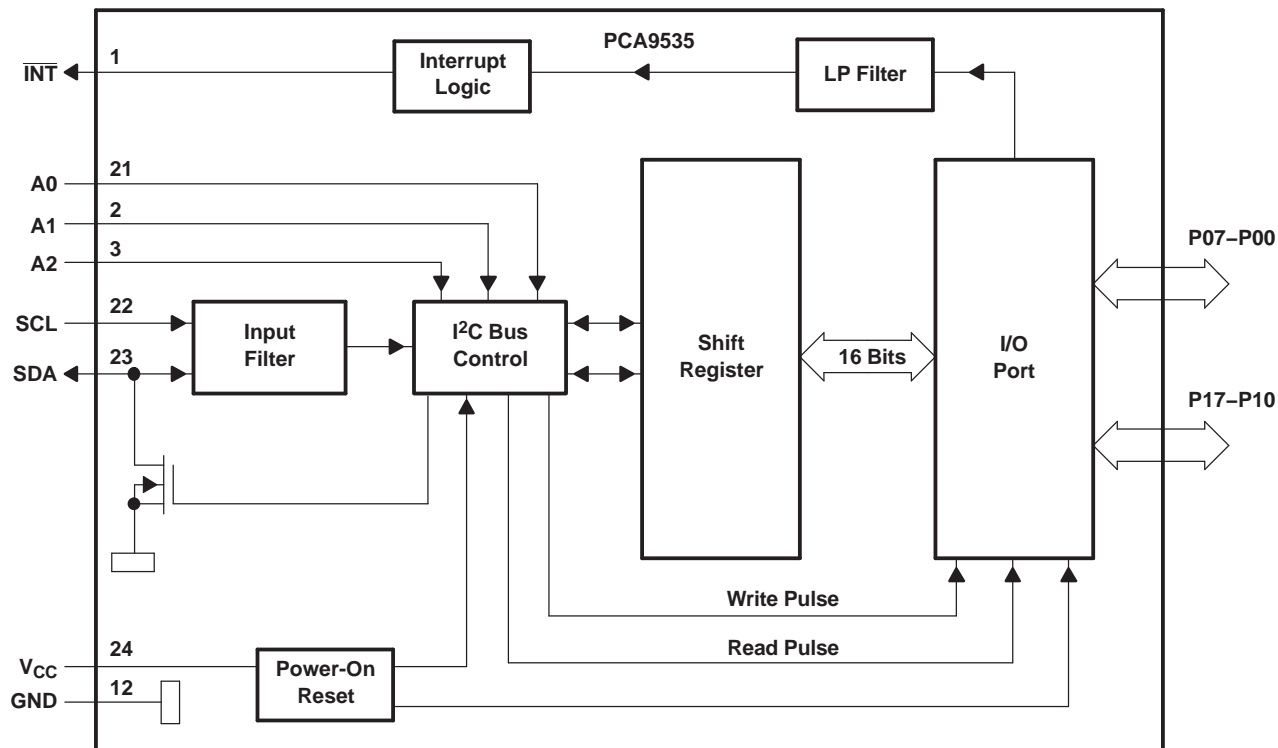 PCA9535
INT
1
Interrupt
Logic
LP Filter
A0
21
A1
2
A2
3
SCL
22
SDA
23
Input
Filter
I²C Bus
Control
Shift
Register
16 Bits
I/O
Port
P07–P00
P17–P10
Write Pulse
Read Pulse
VCC
24
GND
12
Power-On
Reset